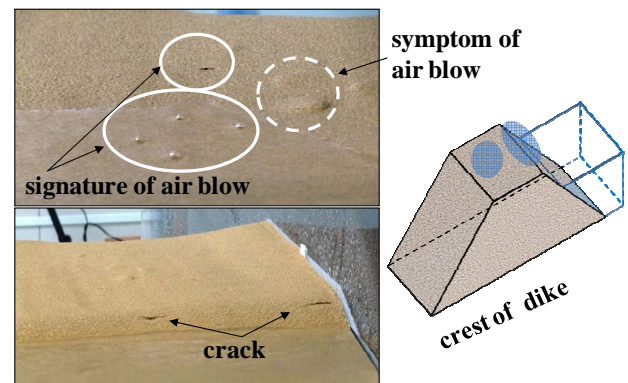 symptom of
air blow
signature of air blow
crack
crest of dike